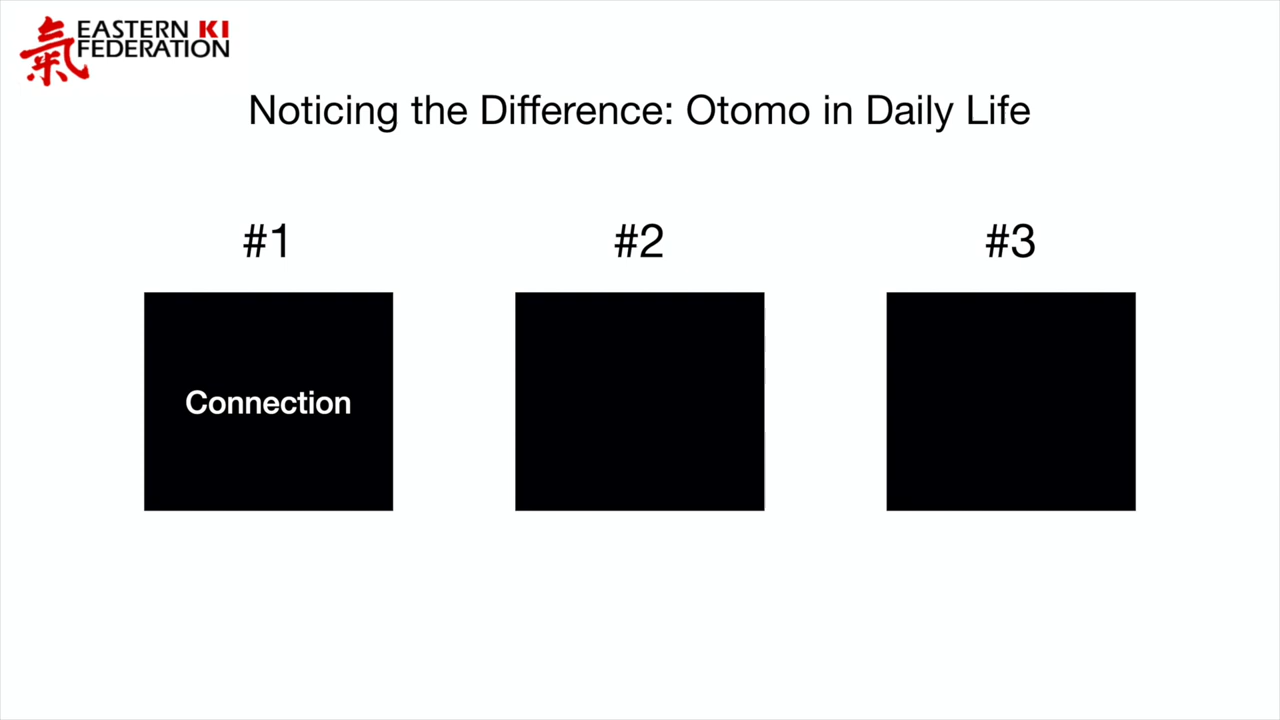 氣
EASTERN KI
FEDERATION
Noticing the Difference: Otomo in Daily Life
#1
#2
#3
Connection